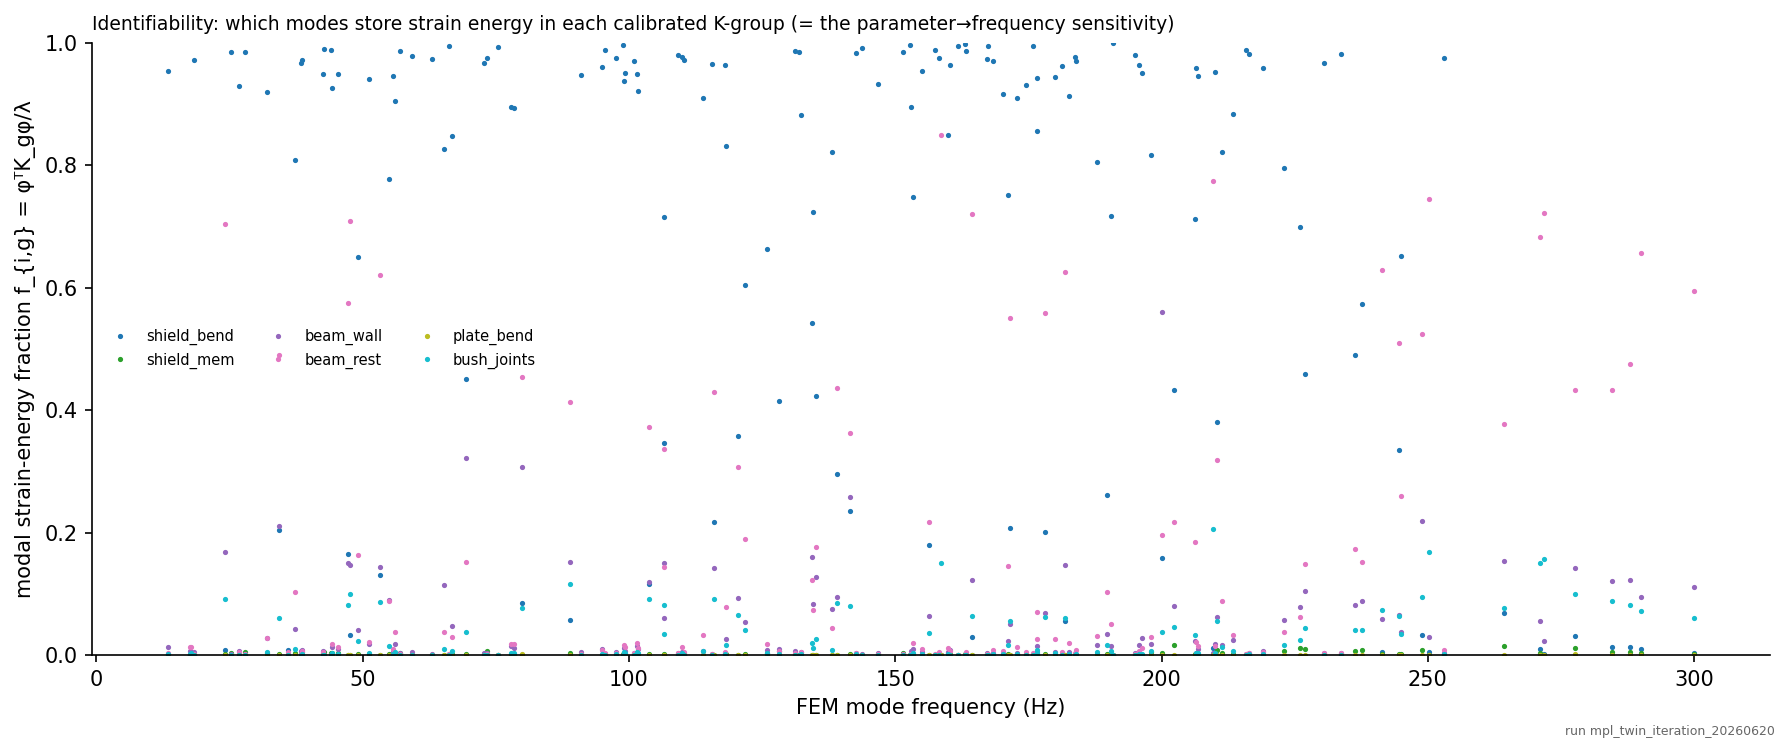 Identifiability: which modes store strain energy in each calibrated K-group (= the parameter→frequency sensitivity)
modal strain-energy fraction f_{i,g} = φᵀK_gφ/λ
1.0
0.8
0.6
0.4
0.2
0.0
shield_bend beam_wall plate_bend
shield_mem beam_rest bush_joints
0 50 100 150 200 250 300
FEM mode frequency (Hz)
run mpl_twin_iteration_20260620